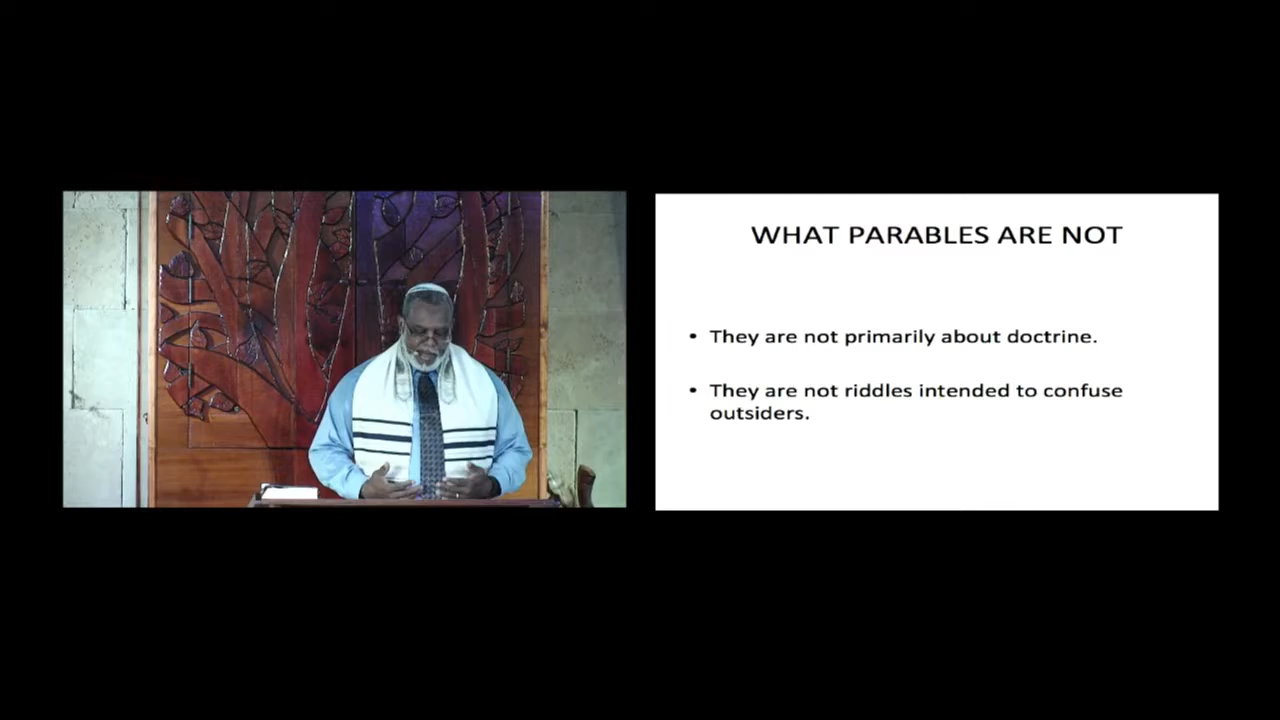 WHAT PARABLES ARE NOT
• They are not primarily about doctrine.
• They are not riddles intended to confuse
outsiders.